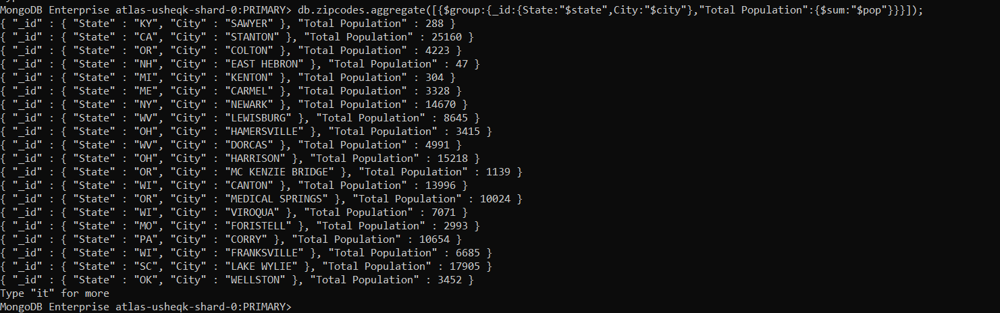 MongoDB Enterprise atlas-usheqk-shard-0:PRIMARY> db.zipcodes.aggregate([{$group:{_id:{State:"$state",City:"$city"},"Total Population":{$sum:"$pop"}}}]);
{ "_id" : { "State" : "KY", "City" : "SAWYER" }, "Total Population" : 288 }
{ "_id" : { "State" : "CA", "City" : "STANTON" }, "Total Population" : 25160 }
{ "_id" : { "State" : "OR", "City" : "COLTON" }, "Total Population" : 4223 }
{ "_id" : { "State" : "NH", "City" : "EAST HEBRON" }, "Total Population" : 47 }
{ "_id" : { "State" : "MI", "City" : "KENTON" }, "Total Population" : 304 }
{ "_id" : { "State" : "ME", "City" : "CARMEL" }, "Total Population" : 3328 }
{ "_id" : { "State" : "NY", "City" : "NEWARK" }, "Total Population" : 14670 }
{ "_id" : { "State" : "WV", "City" : "LEWISBURG" }, "Total Population" : 8645 }
{ "_id" : { "State" : "OH", "City" : "HAMERSVILLE" }, "Total Population" : 3415 }
{ "_id" : { "State" : "WV", "City" : "DORCAS" }, "Total Population" : 4991 }
{ "_id" : { "State" : "OH", "City" : "HARRISON" }, "Total Population" : 15218 }
{ "_id" : { "State" : "OR", "City" : "MC KENZIE BRIDGE" }, "Total Population" : 1139 }
{ "_id" : { "State" : "WI", "City" : "CANTON" }, "Total Population" : 13996 }
{ "_id" : { "State" : "OR", "City" : "MEDICAL SPRINGS" }, "Total Population" : 10024 }
{ "_id" : { "State" : "WI", "City" : "VIROQUA" }, "Total Population" : 7071 }
{ "_id" : { "State" : "MO", "City" : "FORISTELL" }, "Total Population" : 2993 }
{ "_id" : { "State" : "PA", "City" : "CORRY" }, "Total Population" : 10654 }
{ "_id" : { "State" : "WI", "City" : "FRANKSVILLE" }, "Total Population" : 6685 }
{ "_id" : { "State" : "SC", "City" : "LAKE WYLIE" }, "Total Population" : 17905 }
{ "_id" : { "State" : "OK", "City" : "WELLSTON" }, "Total Population" : 3452 }
Type "it" for more
MongoDB Enterprise atlas-usheqk-shard-0:PRIMARY>